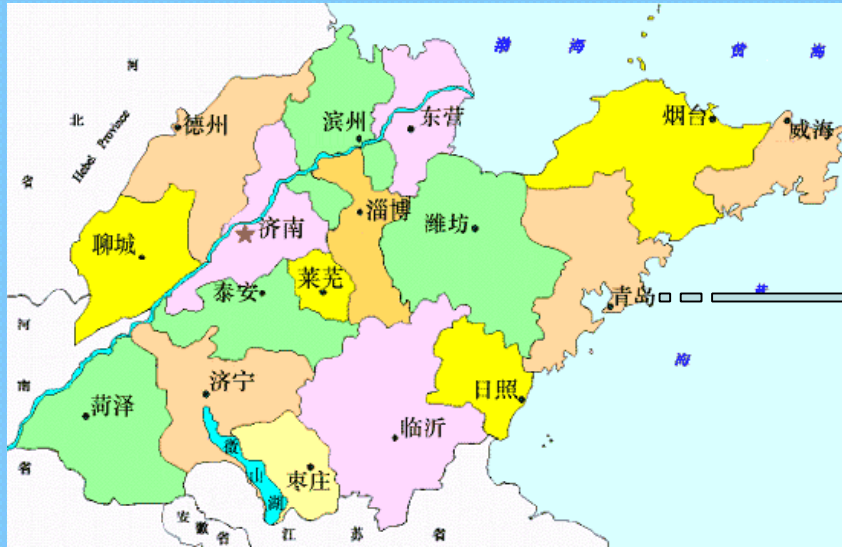 渤 海
黄 海
河
北
省
Hebei Province
德州
滨州
东营
烟台
威海
淄博
潍坊
聊城
济南
莱芜
泰安
青岛
黄
海
河
南
省
菏泽
济宁
日照
临沂
枣庄
微
山
湖
安
徽
省
江 苏 省